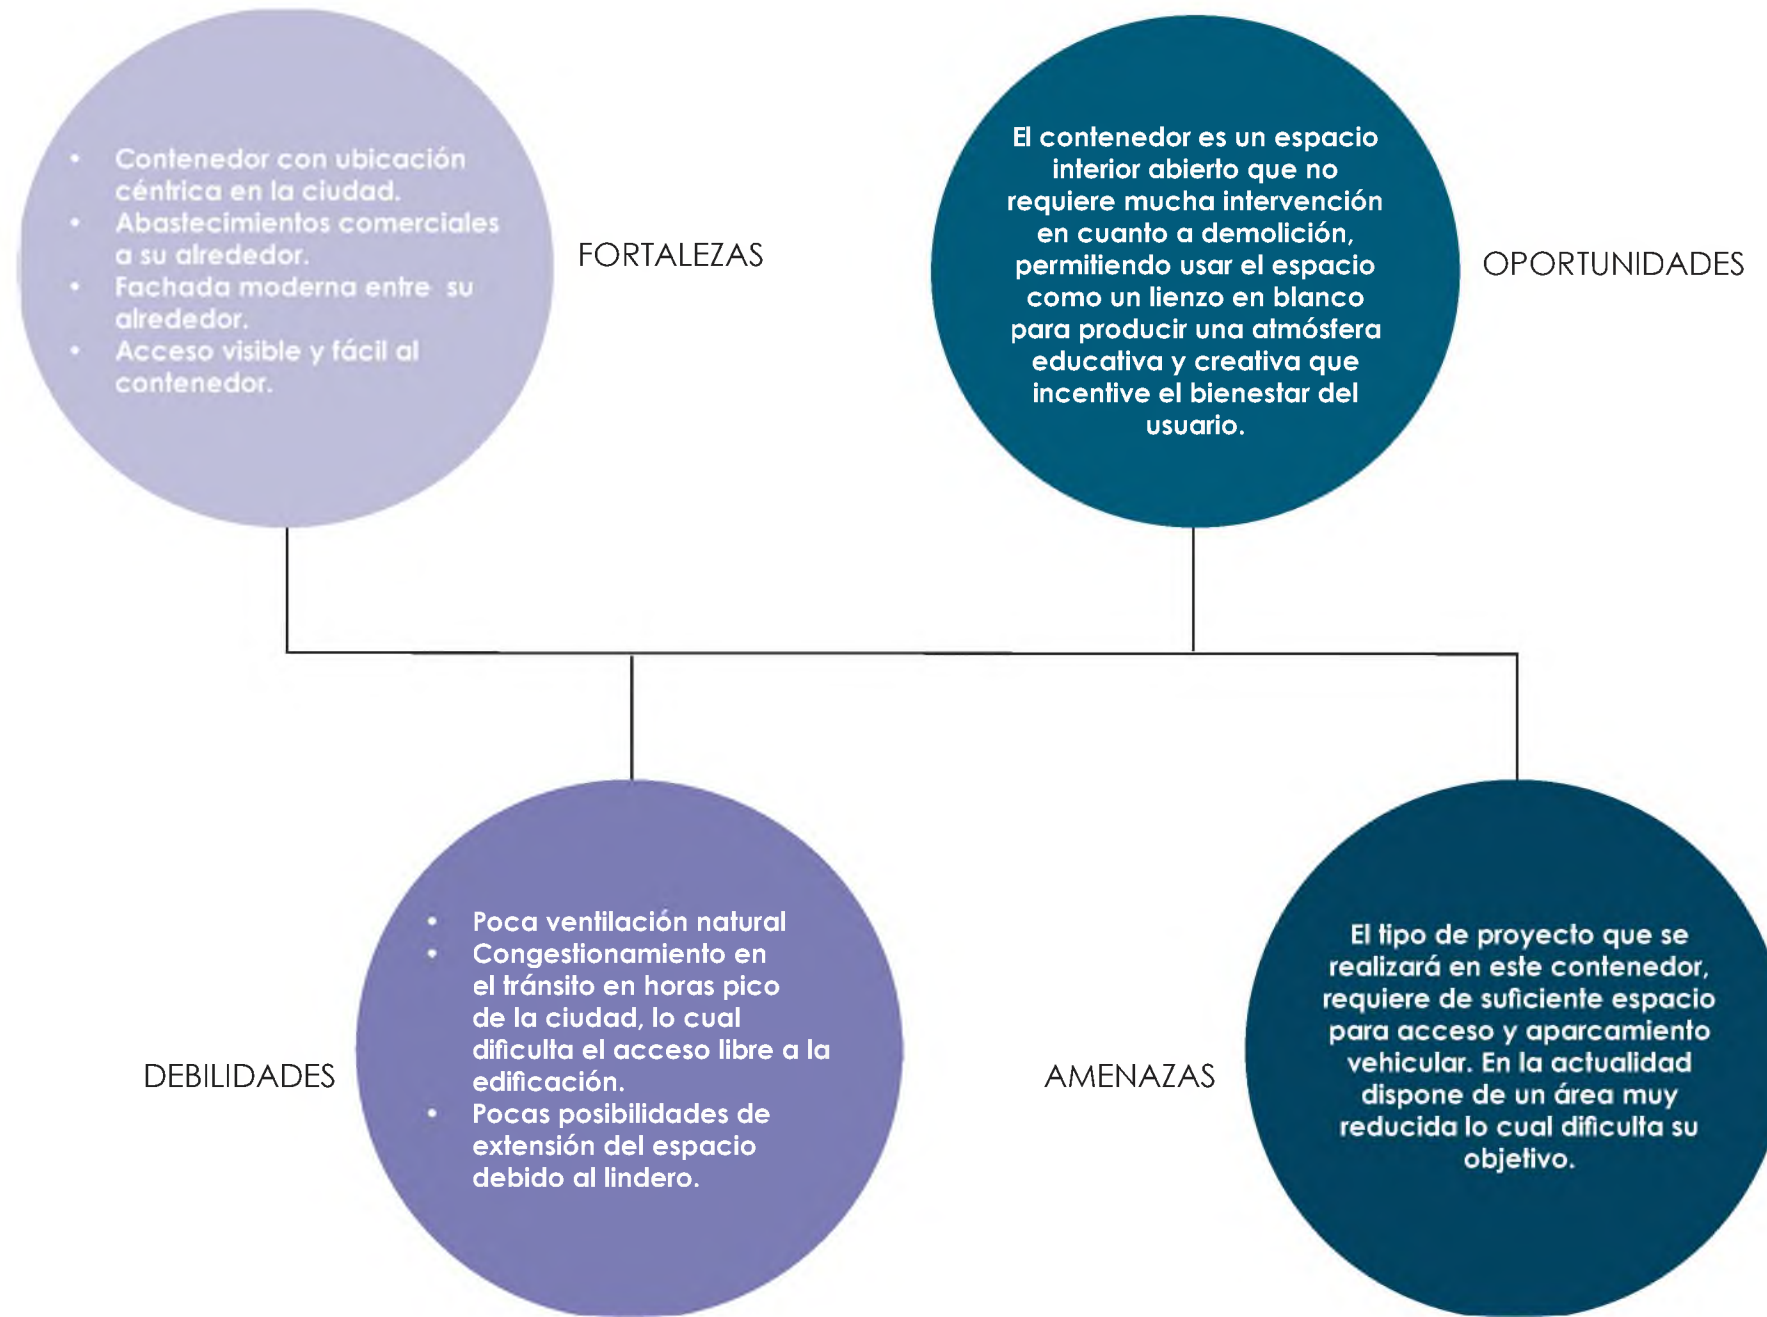 • Contenedor con ubicación
céntrica en la ciudad.
• Abastecimientos comerciales
a su alrededor.
• Fachada moderna entre su
alrededor.
• Acceso visible y fácil al
contenedor.
FORTALEZAS
El contenedor es un espacio
interior abierto que no
requiere mucha intervención
en cuanto a demolición,
permitiendo usar el espacio
como un lienzo en blanco
para producir una atmósfera
educativa y creativa que
incentive el bienestar del
usuario.
OPORTUNIDADES
DEBILIDADES
• Poca ventilación natural
• Congestionamiento en
el tránsito en horas pico
de la ciudad, lo cual
dificulta el acceso libre a la
edificación.
• Pocas posibilidades de
extensión del espacio
debido al lindero.
AMENAZAS
El tipo de proyecto que se
realizará en este contenedor,
requiere de suficiente espacio
para acceso y aparcamiento
vehicular. En la actualidad
dispone de un área muy
reducida lo cual dificulta su
objetivo.